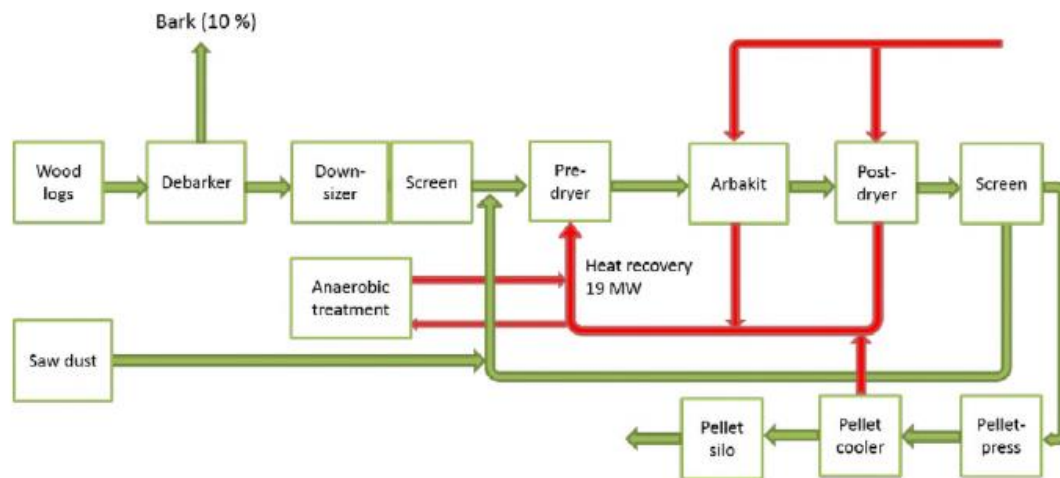 Bark (10 %)
Wood
logs
Debarker
Down-
sizer
Screen
Pre-
dryer
Arbakit
Post-
dryer
Screen
Anaerobic
treatment
Heat recovery
19 MW
Saw dust
Pellet
silo
Pellet
cooler
Pellet-
press